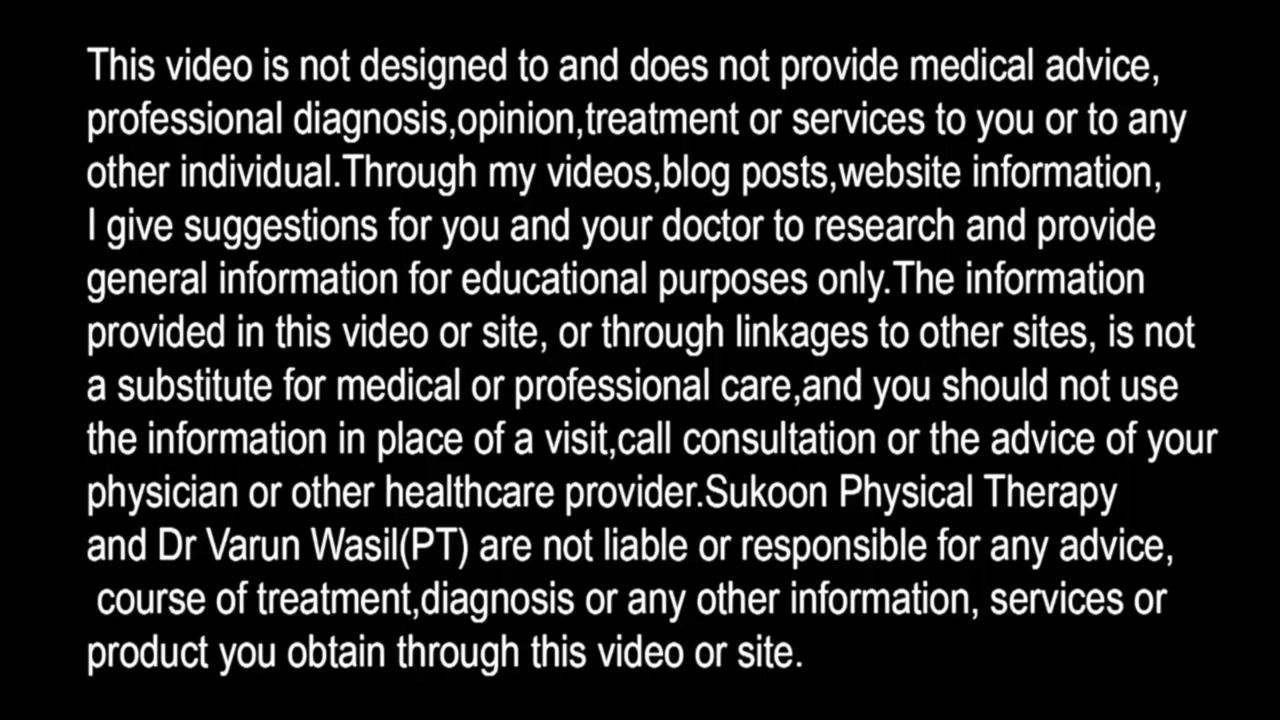 This video is not designed to and does not provide medical advice,
professional diagnosis,opinion,treatment or services to you or to any
other individual.Through my videos,blog posts,website information,
I give suggestions for you and your doctor to research and provide
general information for educational purposes only.The information
provided in this video or site, or through linkages to other sites, is not
a substitute for medical or professional care,and you should not use
the information in place of a visit,call consultation or the advice of your
physician or other healthcare provider.Sukoon Physical Therapy
and Dr Varun Wasil(PT) are not liable or responsible for any advice,
course of treatment,diagnosis or any other information, services or
product you obtain through this video or site.